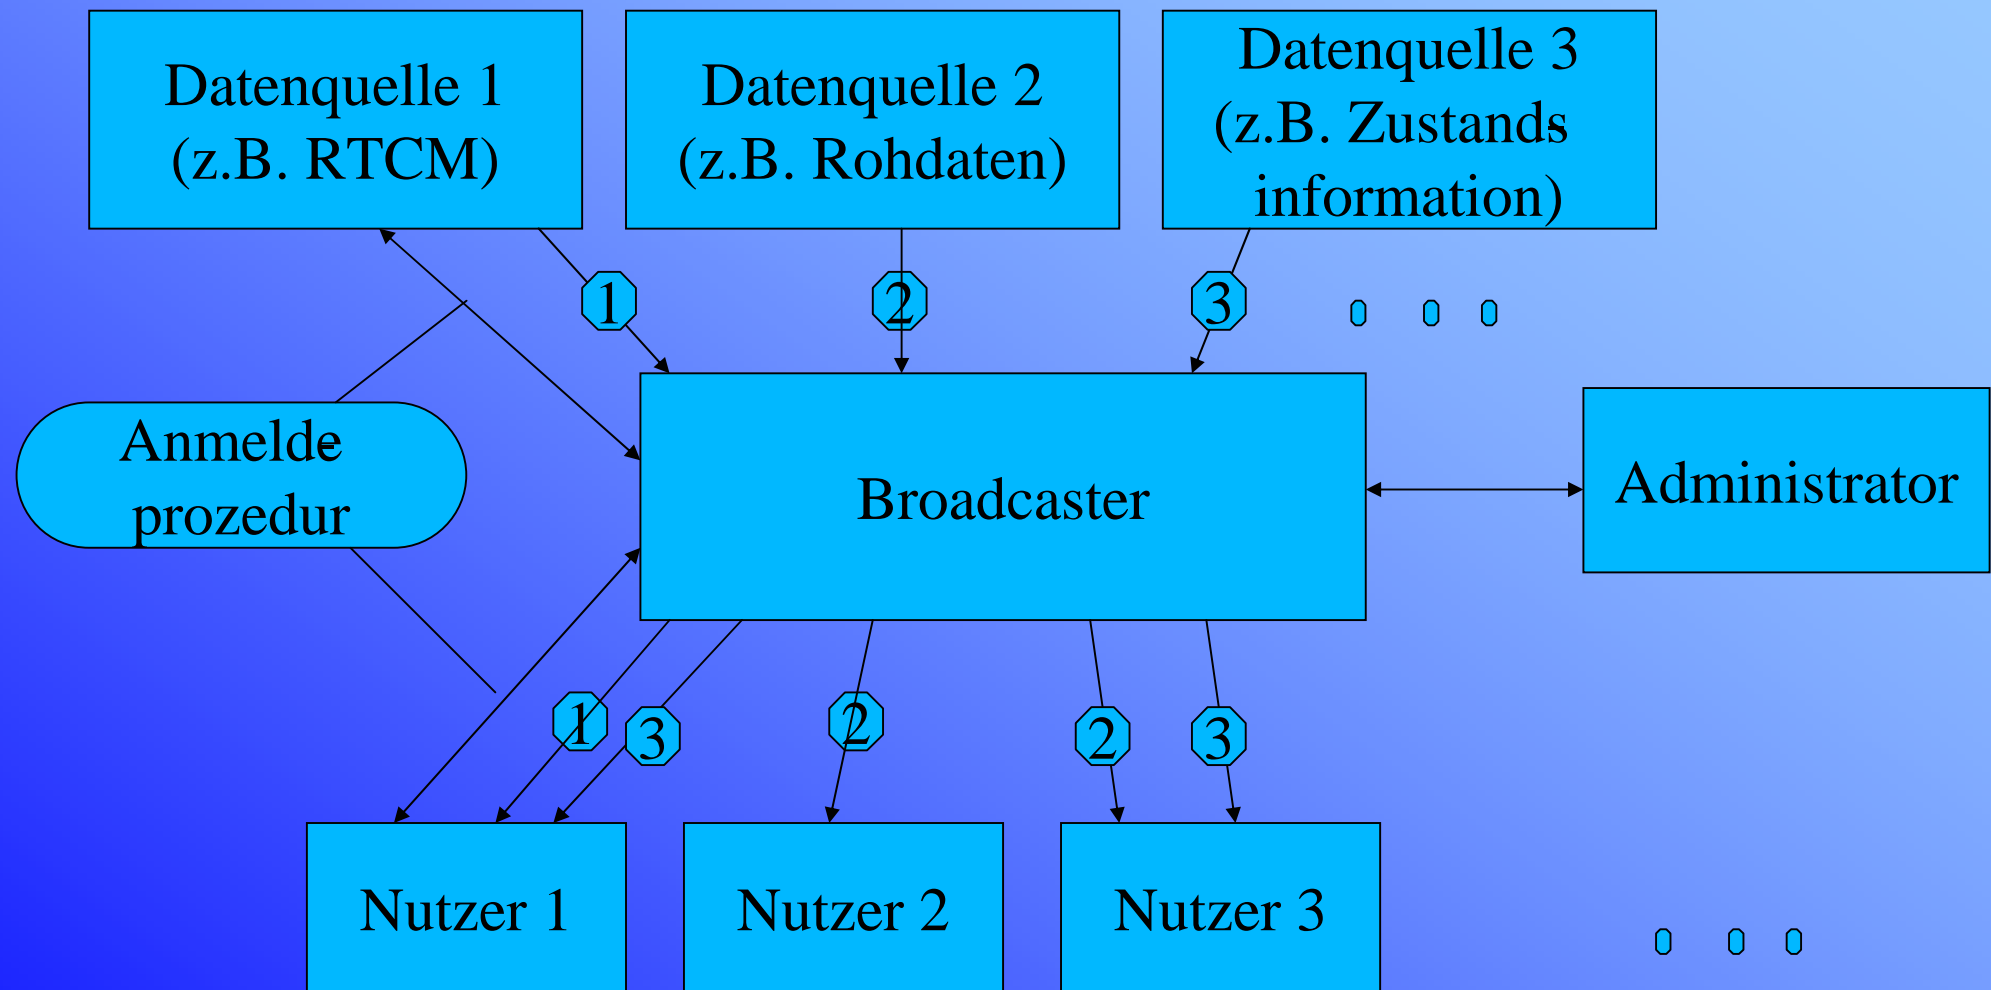 Datenquelle 1
(z.B. RTCM)
Datenquelle 2
(z.B. Rohdaten)
Datenquelle 3
(z.B. Zustands-
information)
1
2
3
Anmelde-
prozedur
Broadcaster
Administrator
1
3
2
2
3
Nutzer 1
Nutzer 2
Nutzer 3